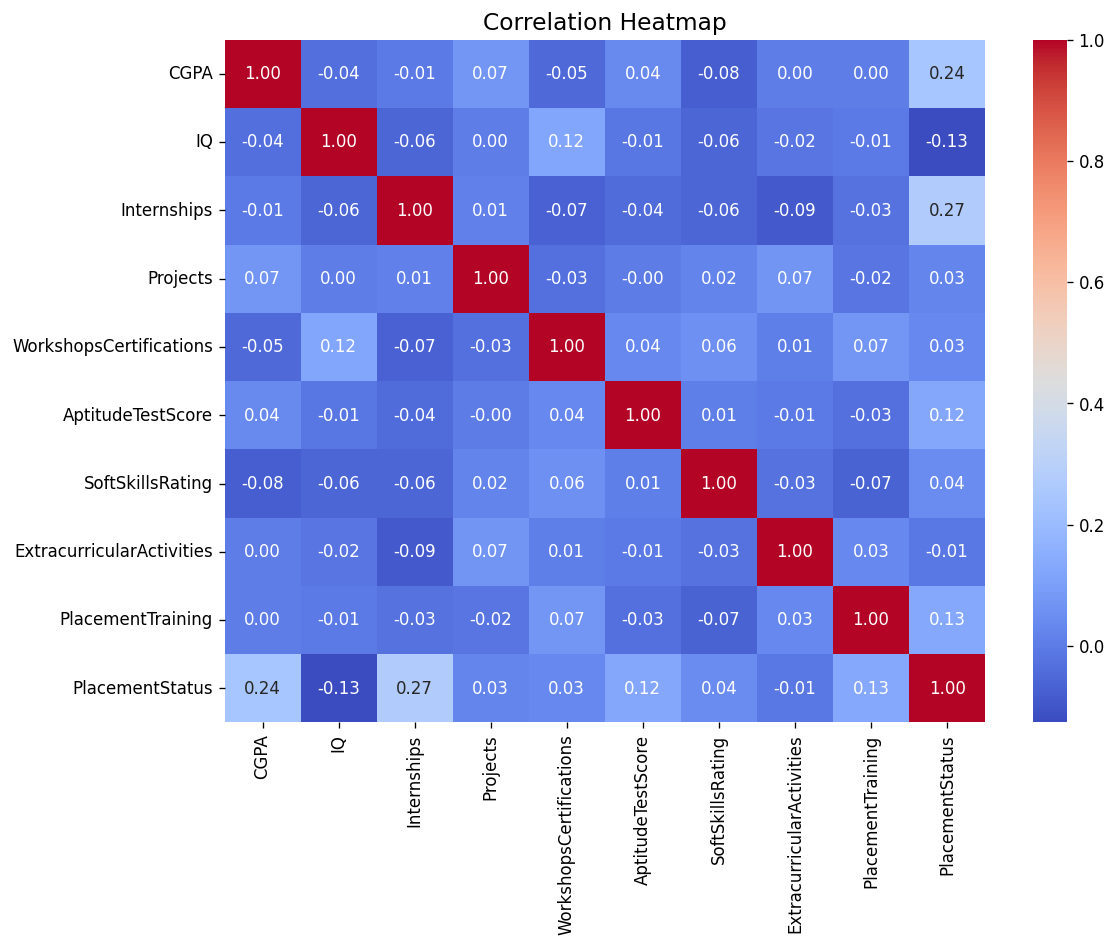 Correlation Heatmap
CGPA 1.00 -0.04 -0.01 0.07 -0.05 0.04 -0.08 0.00 0.00 0.24
IQ -0.04 1.00 -0.06 0.00 0.12 -0.01 -0.06 -0.02 -0.01 -0.13
Internships -0.01 -0.06 1.00 0.01 -0.07 -0.04 -0.06 -0.09 -0.03 0.27
Projects 0.07 0.00 0.01 1.00 -0.03 -0.00 0.02 0.07 -0.02 0.03
WorkshopsCertifications -0.05 0.12 -0.07 -0.03 1.00 0.04 0.06 0.01 0.07 0.03
AptitudeTestScore 0.04 -0.01 -0.04 -0.00 0.04 1.00 0.01 -0.01 -0.03 0.12
SoftSkillsRating -0.08 -0.06 -0.06 0.02 0.06 0.01 1.00 -0.03 -0.07 0.04
ExtracurricularActivities 0.00 -0.02 -0.09 0.07 0.01 -0.01 -0.03 1.00 0.03 -0.01
PlacementTraining 0.00 -0.01 -0.03 -0.02 0.07 -0.03 -0.07 0.03 1.00 0.13
PlacementStatus 0.24 -0.13 0.27 0.03 0.03 0.12 0.04 -0.01 0.13 1.00
CGPA
IQ
Internships
Projects
WorkshopsCertifications
AptitudeTestScore
SoftSkillsRating
ExtracurricularActivities
PlacementTraining
PlacementStatus
1.0
0.8
0.6
0.4
0.2
0.0